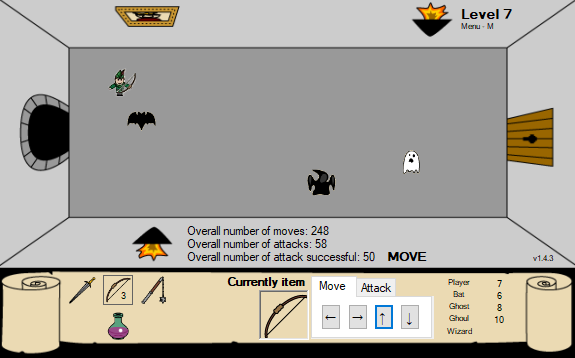 Level 7
Menu - M
Overall number of moves: 248
Overall number of attacks: 58
Overall number of attack successful: 50 MOVE
v1.4.3
3
Currently item
Move Attack
← → ↑ ↓
Player 7
Bat 6
Ghost 8
Ghoul 10
Wizard